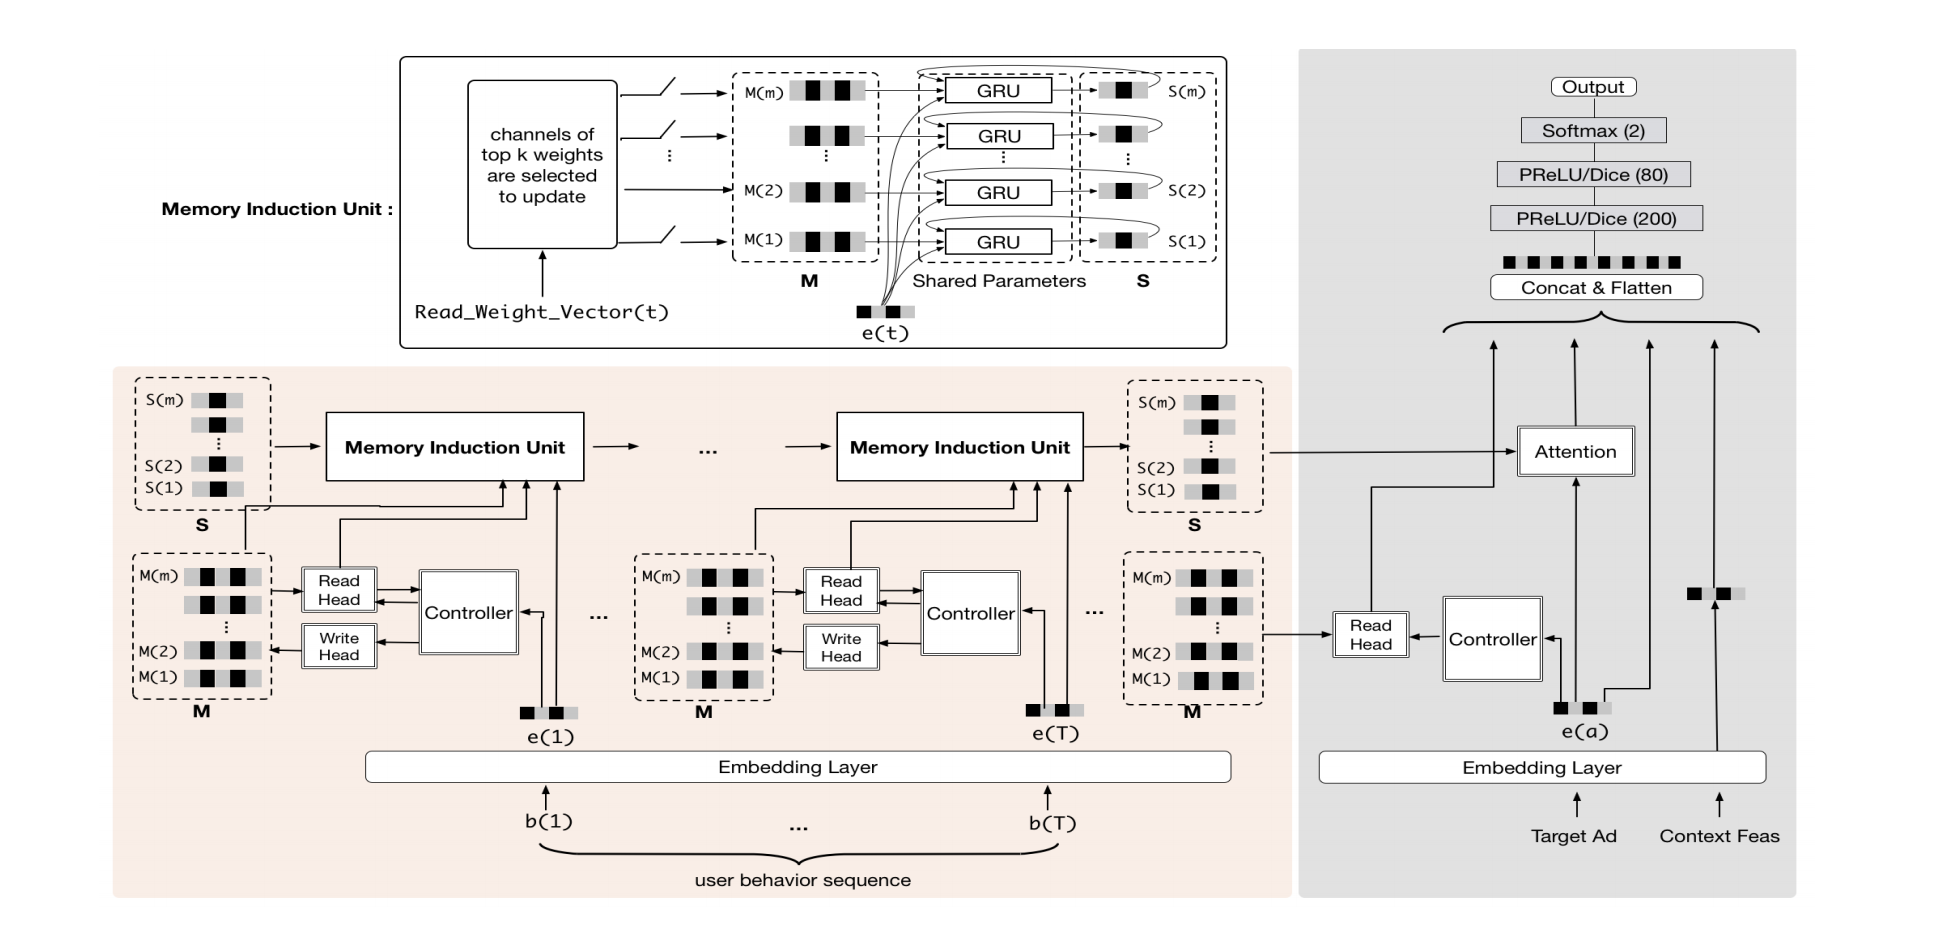 Memory Induction Unit :
channels of
top k weights
are selected
to update
Read_Weight_Vector(t)
M(m)
M(2)
M(1)
M
GRU
GRU
GRU
GRU
Shared Parameters
e(t)
S(m)
S(2)
S(1)
S
S(m)
S(2)
S(1)
S
Memory Induction Unit
...
Memory Induction Unit
S(m)
S(2)
S(1)
S
M(m)
M(2)
M(1)
M
Read
Head
Write
Head
Controller
...
M(m)
M(2)
M(1)
M
Read
Head
Write
Head
Controller
...
M(m)
M(2)
M(1)
M
e(1)
e(T)
Embedding Layer
b(1)
...
b(T)
user behavior sequence
Output
Softmax (2)
PReLU/Dice (80)
PReLU/Dice (200)
Concat & Flatten
Attention
Read
Head
Controller
e(a)
Embedding Layer
Target Ad
Context Feas